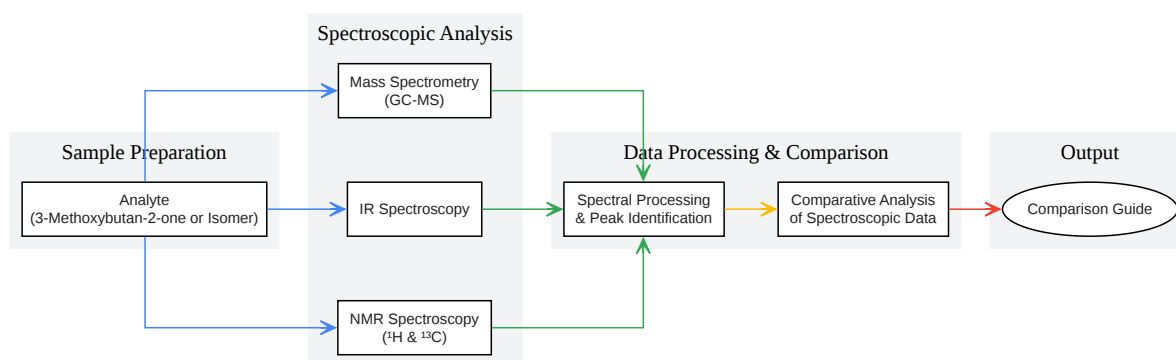 Spectroscopic Analysis
Mass Spectrometry
(GC-MS)
Sample Preparation
Data Processing & Comparison
Output
Analyte
(3-Methoxybutan-2-one or Isomer)
IR Spectroscopy
Spectral Processing
& Peak Identification
Comparative Analysis
of Spectroscopic Data
Comparison Guide
NMR Spectroscopy
(¹H & ¹³C)